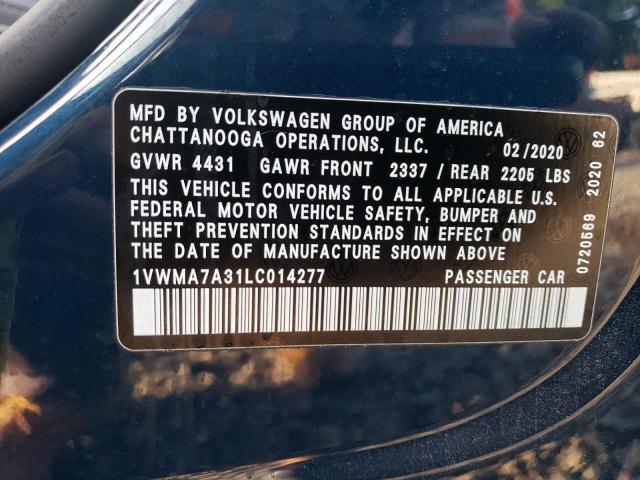 MFD BY VOLKSWAGEN GROUP OF AMERICA
CHATTANOOGA OPERATIONS, LLC. 02/2020
GVWR 4431 GAWR FRONT 2337 / REAR 2205 LBS
THIS VEHICLE CONFORMS TO ALL APPLICABLE U.S.
FEDERAL MOTOR VEHICLE SAFETY, BUMPER AND
THEFT PREVENTION STANDARDS IN EFFECT ON
THE DATE OF MANUFACTURE SHOWN ABOVE
1VWMA7A31LC014277 PASSENGER CAR
0720569 2020 62